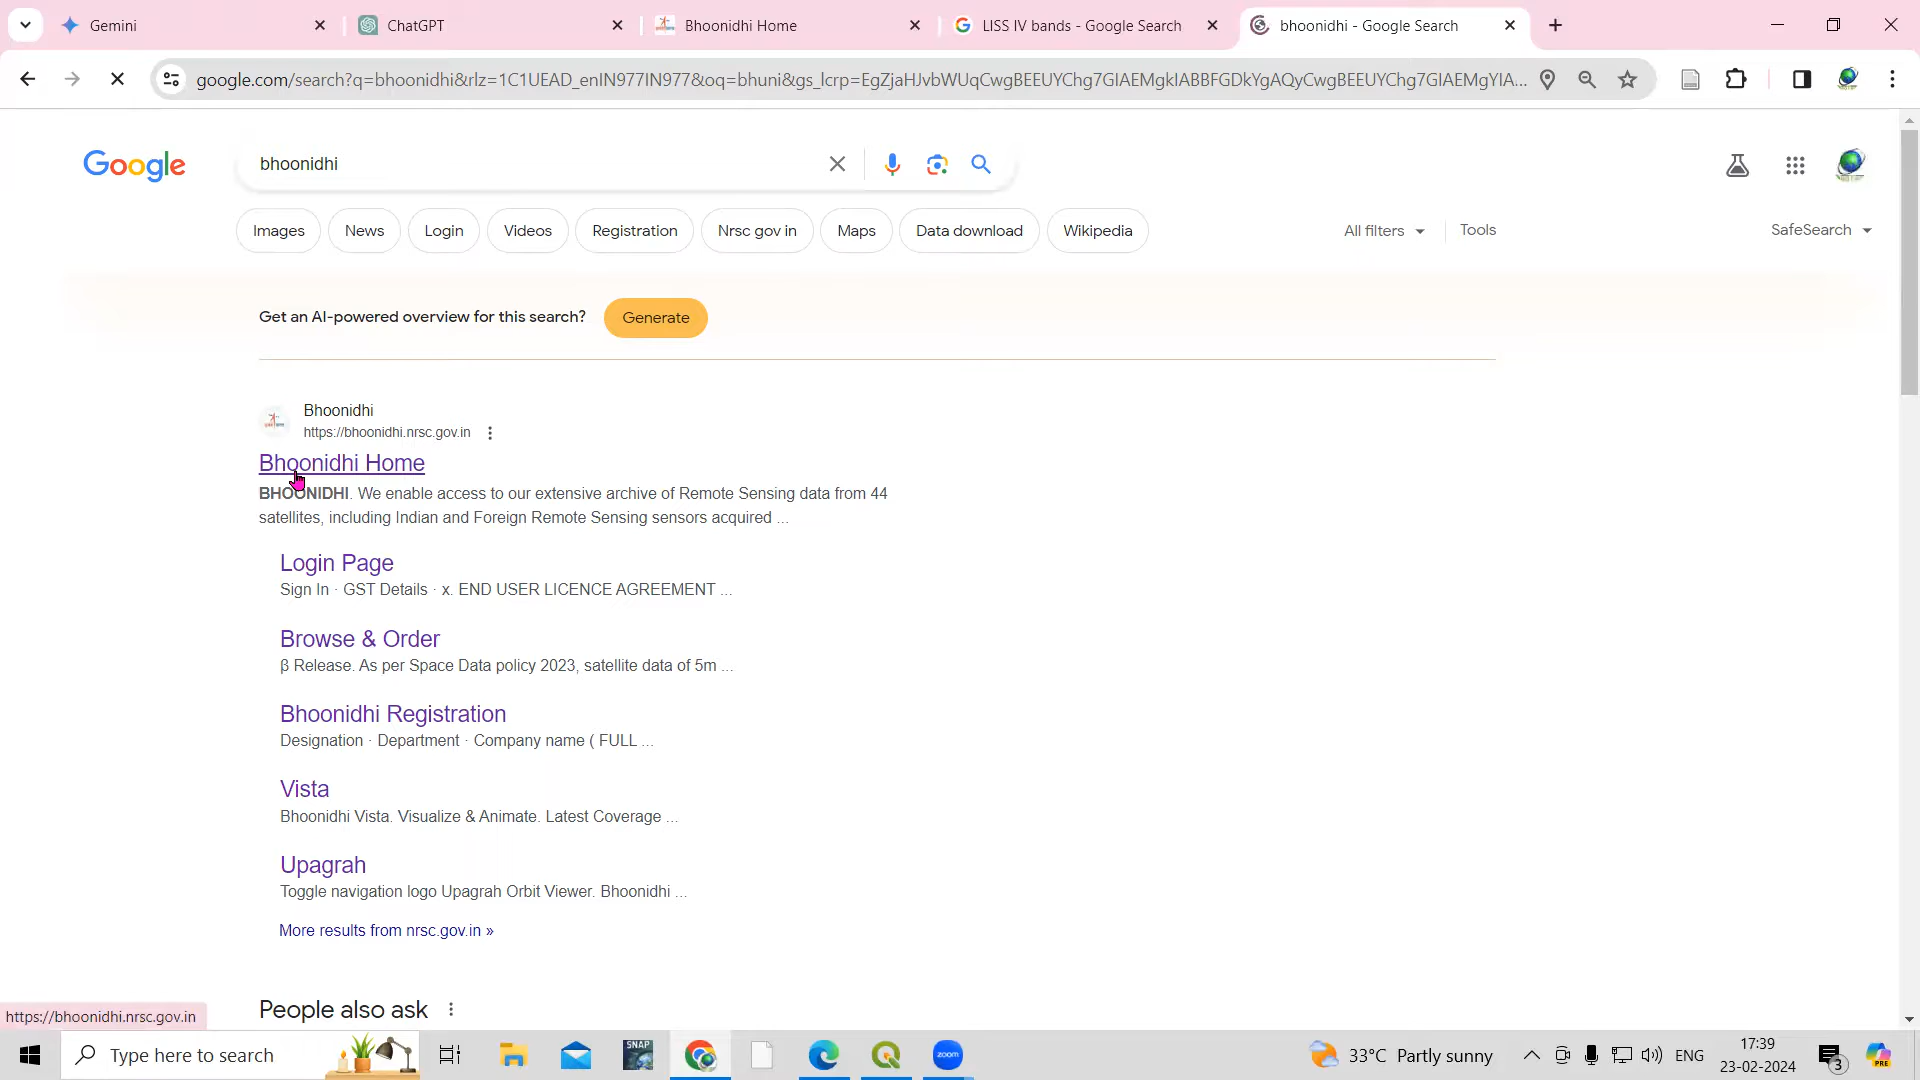 Gemini
ChatGPT
Bhoonidhi Home
LISS IV bands - Google Search
bhoonidhi - Google Search
google.com/search?q=bhoonidhi&rlz=1C1UEAD_enIN977IN977&oq=bhuni&gs_lcrp=EgZjaHJvbWUqCwgBEEUYChg7GIAEMgkIABBFGDkYgAQyCwgBEEUYChg7GIAEMgYIA...
Google
bhoonidhi
Images
News
Login
Videos
Registration
Nrsc gov in
Maps
Data download
Wikipedia
All filters
Tools
SafeSearch
Get an AI-powered overview for this search?
Generate
Bhoonidhi
https://bhoonidhi.nrsc.gov.in
Bhoonidhi Home
BHOONIDHI. We enable access to our extensive archive of Remote Sensing data from 44
satellites, including Indian and Foreign Remote Sensing sensors acquired ...
Login Page
Sign In · GST Details · x. END USER LICENCE AGREEMENT ...
Browse & Order
β Release. As per Space Data policy 2023, satellite data of 5m ...
Bhoonidhi Registration
Designation · Department · Company name ( FULL ...
Vista
Bhoonidhi Vista. Visualize & Animate. Latest Coverage ...
Upagrah
Toggle navigation logo Upagrah Orbit Viewer. Bhoonidhi ...
More results from nrsc.gov.in »
People also ask
https://bhoonidhi.nrsc.gov.in
Type here to search
SNAP
zoom
33°C Partly sunny
ENG
17:39
23-02-2024
3
PRE